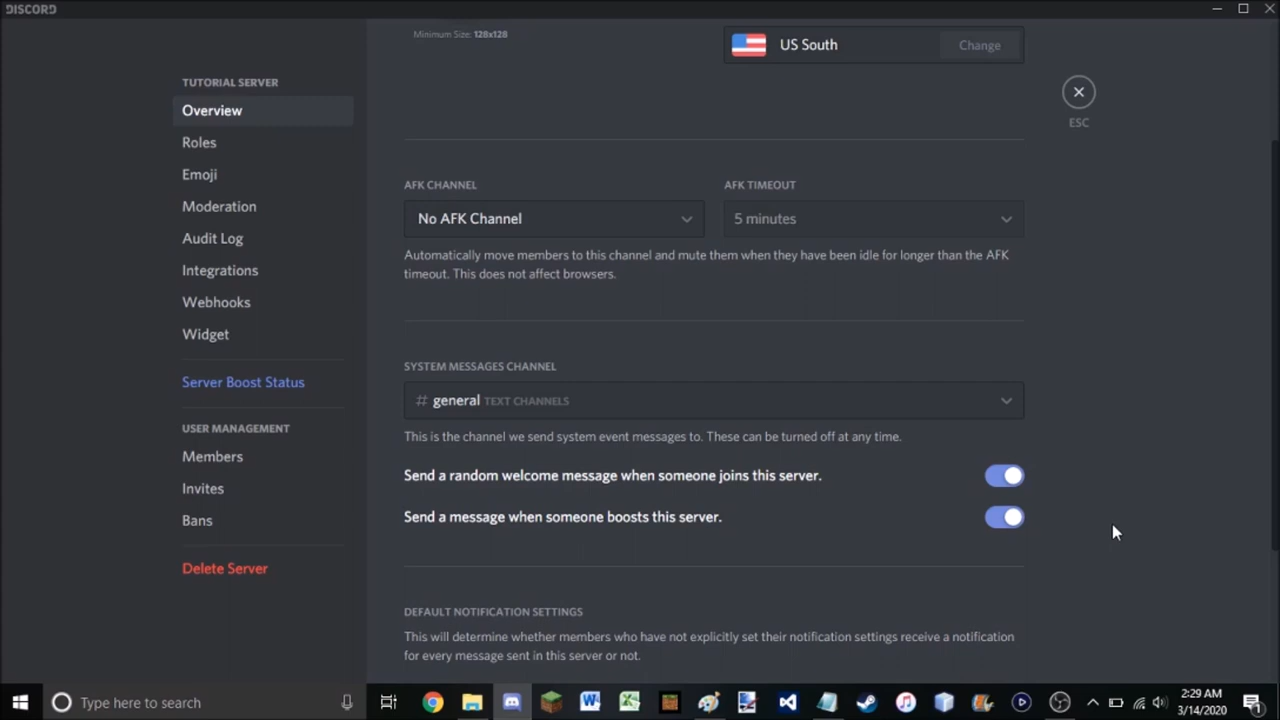 DISCORD
Minimum Size: 128x128
US South
Change
TUTORIAL SERVER
Overview
Roles
Emoji
Moderation
Audit Log
Integrations
Webhooks
Widget
Server Boost Status
USER MANAGEMENT
Members
Invites
Bans
Delete Server
ESC
AFK CHANNEL
AFK TIMEOUT
No AFK Channel
5 minutes
Automatically move members to this channel and mute them when they have been idle for longer than the AFK
timeout. This does not affect browsers.
SYSTEM MESSAGES CHANNEL
# general TEXT CHANNELS
This is the channel we send system event messages to. These can be turned off at any time.
Send a random welcome message when someone joins this server.
Send a message when someone boosts this server.
DEFAULT NOTIFICATION SETTINGS
This will determine whether members who have not explicitly set their notification settings receive a notification
for every message sent in this server or not.
Type here to search
2:29 AM
3/14/2020
1